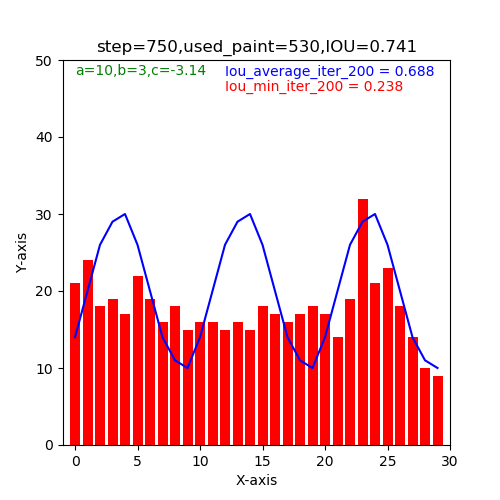 step=750,used_paint=530,IOU=0.741
a=10,b=3,c=-3.14
Iou_average_iter_200 = 0.688
Iou_min_iter_200 = 0.238
50
40
30
20
10
0
Y-axis
0 5 10 15 20 25 30
X-axis